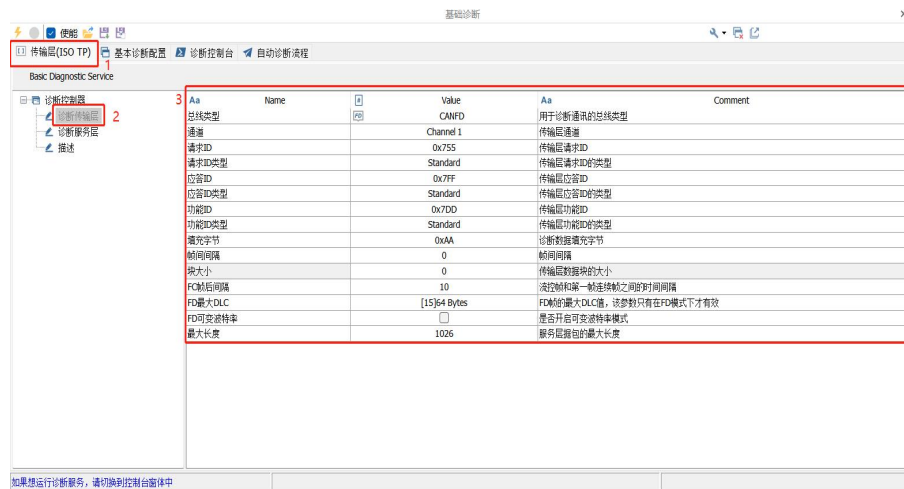 基础诊断
使能
传输层(ISO TP) 基本诊断配置 诊断控制台 自动诊断流程
1
Basic Diagnostic Service
诊断控制器
诊断传输层 2
诊断服务层
描述
3
Aa Name # Value Aa Comment
总线类型 CANFD 用于诊断通讯的总线类型
通道 Channel 1 传输层通道
请求ID 0x755 传输层请求ID
请求ID类型 Standard 传输层请求ID的类型
应答ID 0x7FF 传输层应答ID
应答ID类型 Standard 传输层应答ID的类型
功能ID 0x7DD 传输层功能ID
功能ID类型 Standard 传输层功能ID的类型
填充字节 0xAA 诊断数据填充字节
帧间间隔 0 帧间间隔
块大小 0 传输层数据块的大小
FC帧后间隔 10 流控帧和第一帧连续帧之间的时间间隔
FD最大DLC [15]64 Bytes FD帧的最大DLC值，该参数只有在FD模式下才有效
FD可变波特率 是否开启可变波特率模式
最大长度 1026 服务层据包的最大长度
如果想运行诊断服务，请切换到控制台窗体中